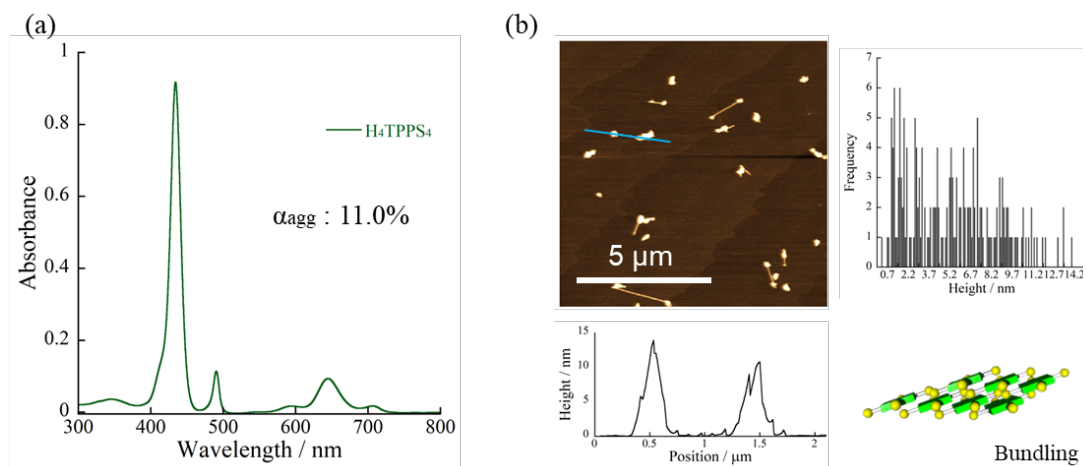 (a)
(b)
1
0.8
0.6
0.4
0.2
0
Absorbance
H₄TPPS₄
αagg : 11.0%
300 400 500 600 700 800
Wavelength / nm
5 μm
7
6
5
4
3
2
1
0
Frequency
0.7 2.2 3.7 5.2 6.7 8.2 9.7 11.2 12.7 14.2
Height / nm
15
10
5
0
Height / nm
0.5 1 1.5 2
Position / μm
Bundling